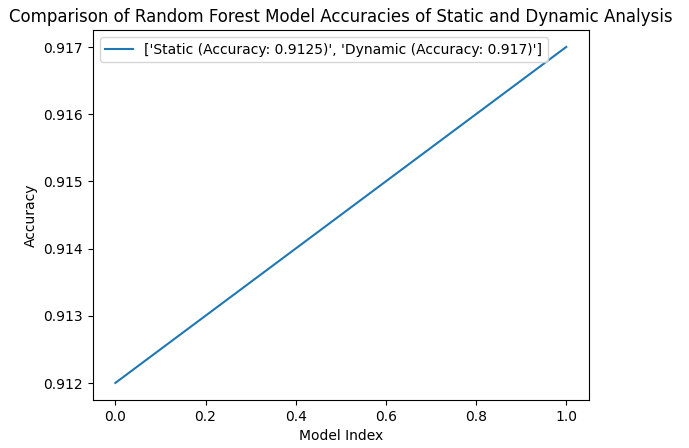 Comparison of Random Forest Model Accuracies of Static and Dynamic Analysis
['Static (Accuracy: 0.9125)', 'Dynamic (Accuracy: 0.917)']
0.917
0.916
0.915
0.914
0.913
0.912
Accuracy
0.0 0.2 0.4 0.6 0.8 1.0
Model Index